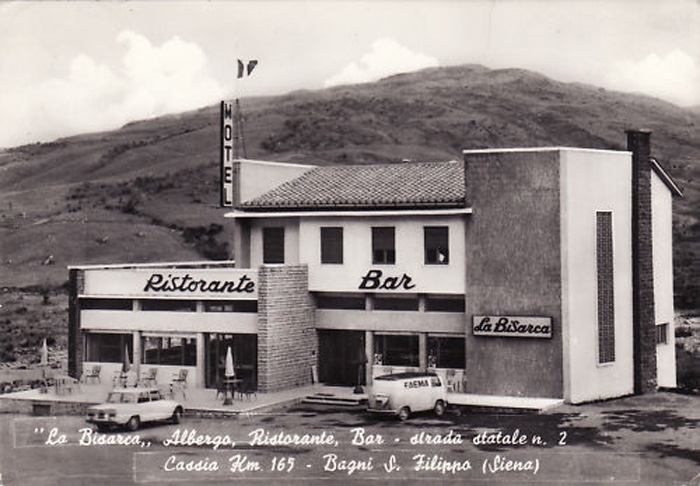 MOTEL
Ristorante
Bar
La BiSarca
FAEMA
"La Bisarca,, Albergo, Ristorante, Bar - strada statale n. 2
Cassia Km. 165 - Bagni S. Filippo (Siena)